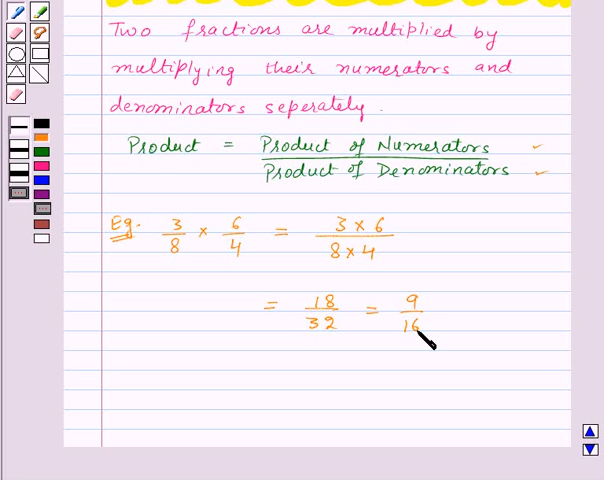 Two fractions are multiplied by
multiplying their numerators and
denominators seperately.
Product = Product of Numerators / Product of Denominators
Eg. 3/8 × 6/4 = 3 × 6 / 8 × 4
= 18/32 = 9/16